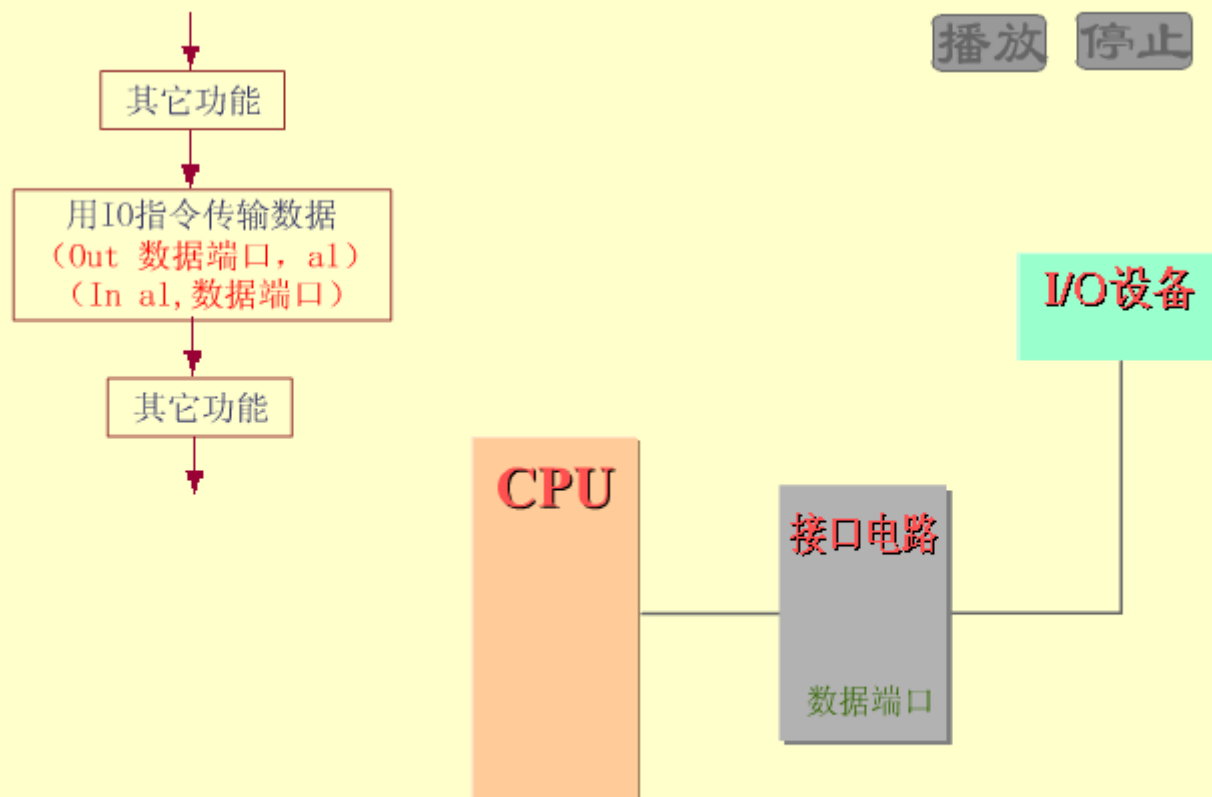 播放
停止
其它功能
用IO指令传输数据
（Out 数据端口，al）
（In al,数据端口）
其它功能
I/O设备
CPU
接口电路
数据端口